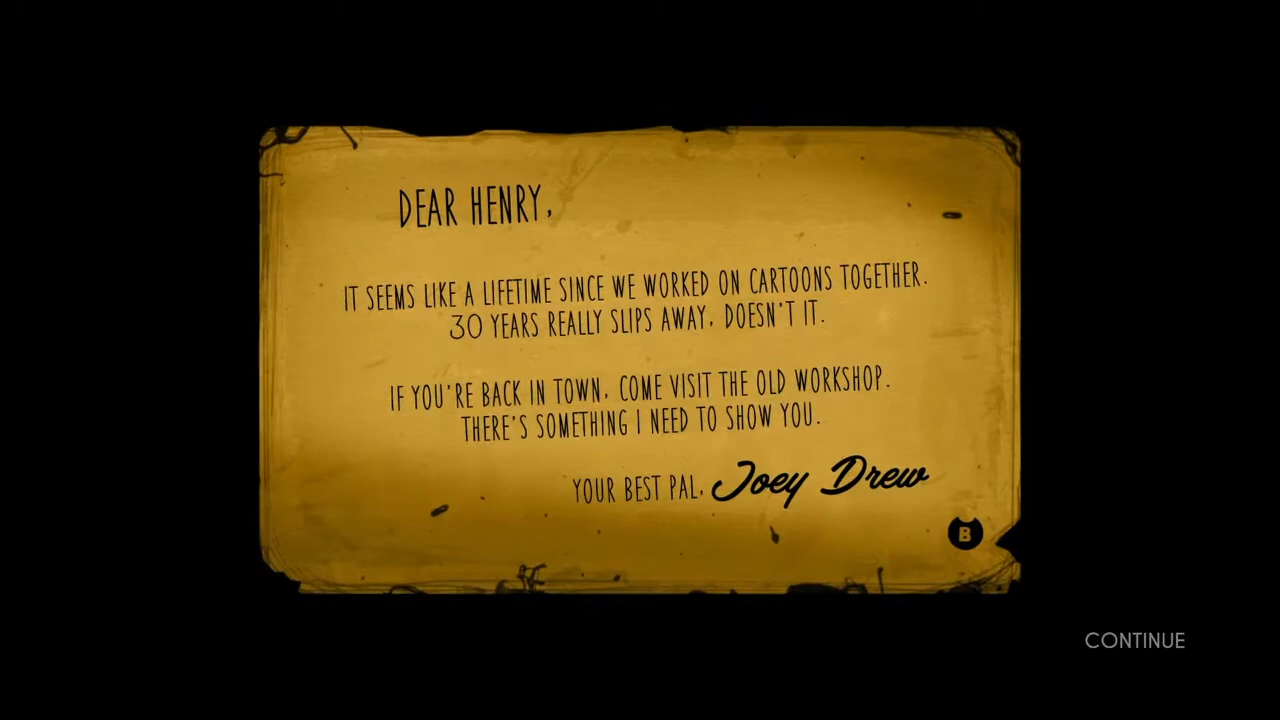 DEAR HENRY,
IT SEEMS LIKE A LIFETIME SINCE WE WORKED ON CARTOONS TOGETHER.
30 YEARS REALLY SLIPS AWAY, DOESN'T IT.
IF YOU'RE BACK IN TOWN, COME VISIT THE OLD WORKSHOP.
THERE'S SOMETHING I NEED TO SHOW YOU.
YOUR BEST PAL, Joey Drew
B
CONTINUE